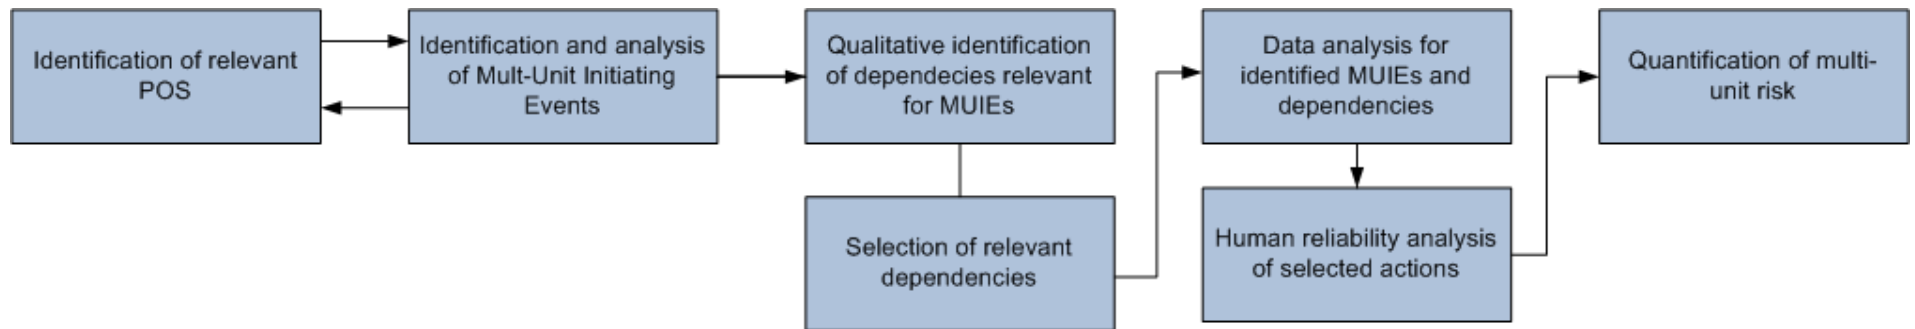 Identification of relevant
POS
Identification and analysis
of Mult-Unit Initiating
Events
Qualitative identification
of dependecies relevant
for MUIEs
Selection of relevant
dependencies
Data analysis for
identified MUIEs and
dependencies
Human reliability analysis
of selected actions
Quantification of multi-
unit risk